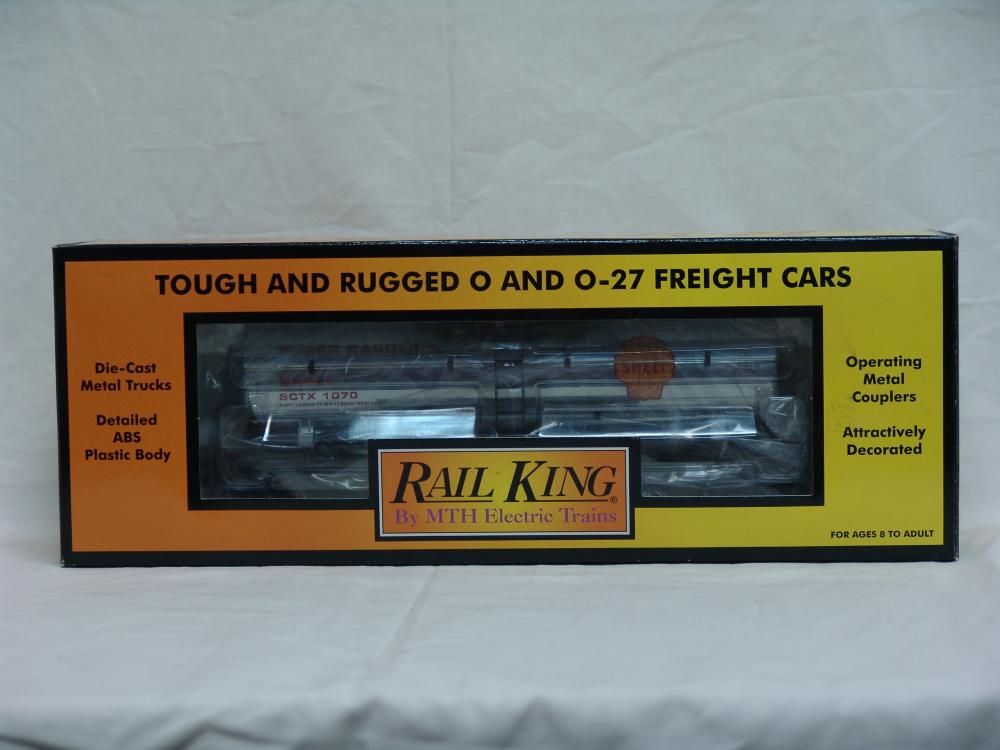 TOUGH AND RUGGED O AND O-27 FREIGHT CARS
Die-Cast
Metal Trucks
Detailed
ABS
Plastic Body
SHELL
SCTX 1070
SHELL
Operating
Metal
Couplers
Attractively
Decorated
RAIL KING®
By MTH Electric Trains
FOR AGES 8 TO ADULT